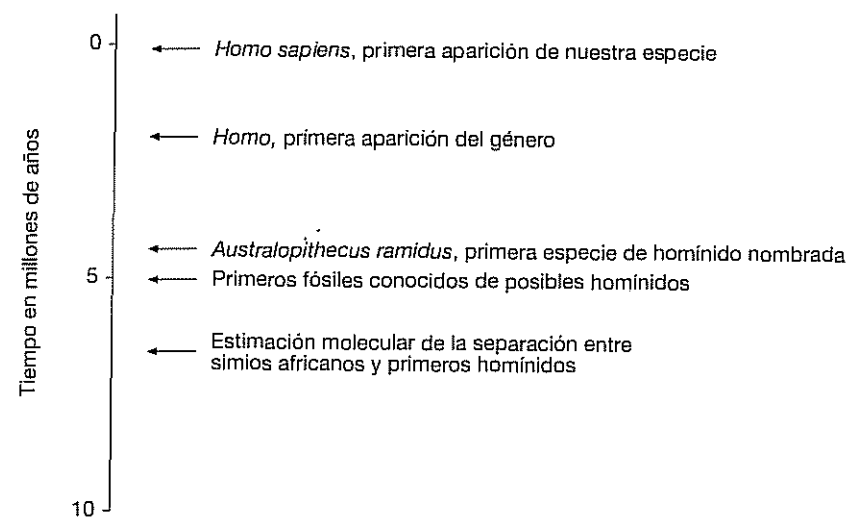 0
Homo sapiens, primera aparición de nuestra especie
Homo, primera aparición del género
Tiempo en millones de años
Australopithecus ramidus, primera especie de homínido nombrada
5
Primeros fósiles conocidos de posibles homínidos
Estimación molecular de la separación entre
simios africanos y primeros homínidos
10